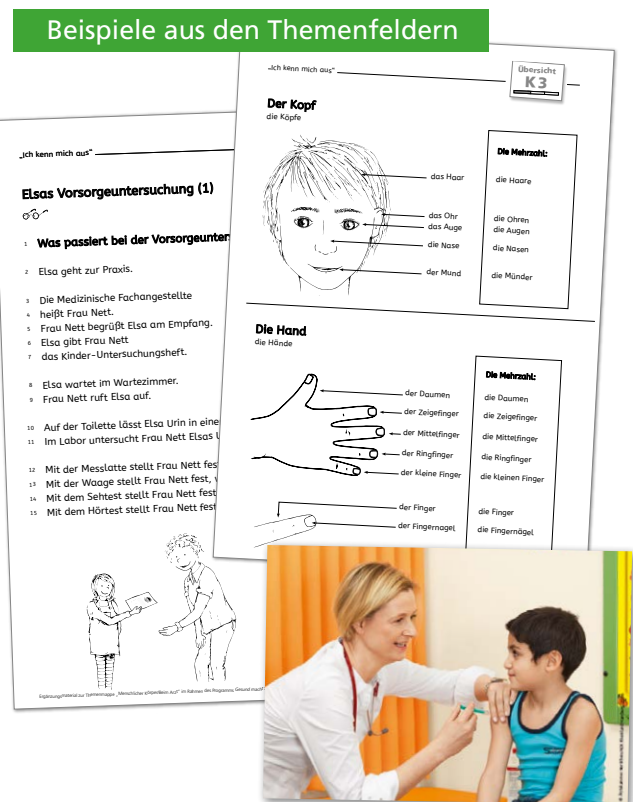 Beispiele aus den Themenfeldern
„Ich kenn mich aus“
Elsas Vorsorgeuntersuchung (1)
1 Was passiert bei der
2 Elsa geht zur Praxis.
3 Die Medizinische Fachangestellte
4 heißt Frau Nett.
5 Frau Nett begrüßt Elsa am Empfang.
6 Elsa gibt Frau Nett
7 das Kinder-Untersuchungsheft.
8 Elsa wartet im Wartezimmer.
9 Frau Nett ruft Elsa auf.
10 Auf der Toilette lässt Elsa Urin in eine
11 Im Labor untersucht Frau Nett Elsas
12 Mit der Messlatte stellt Frau Nett
13 Mit der Waage stellt Frau Nett fest,
14 Mit dem Sehtest stellt Frau Nett fest
15 Mit dem Hörtest stellt Frau Nett
„Ich kenn mich aus“
Übersicht
K3
Der Kopf
die Köpfe
Die Mehrzahl:
das Haar die Haare
das Ohr die Ohren
das Auge die Augen
die Nase die Nasen
der Mund die Münder
Die Hand
die Hände
Die Mehrzahl:
der Daumen die Daumen
der Zeigefinger die Zeigefinger
der Mittelfinger die Mittelfinger
der Ringfinger die Ringfinger
der kleine Finger die kleinen Finger
der Finger die Finger
der Fingernagel die Fingernägel